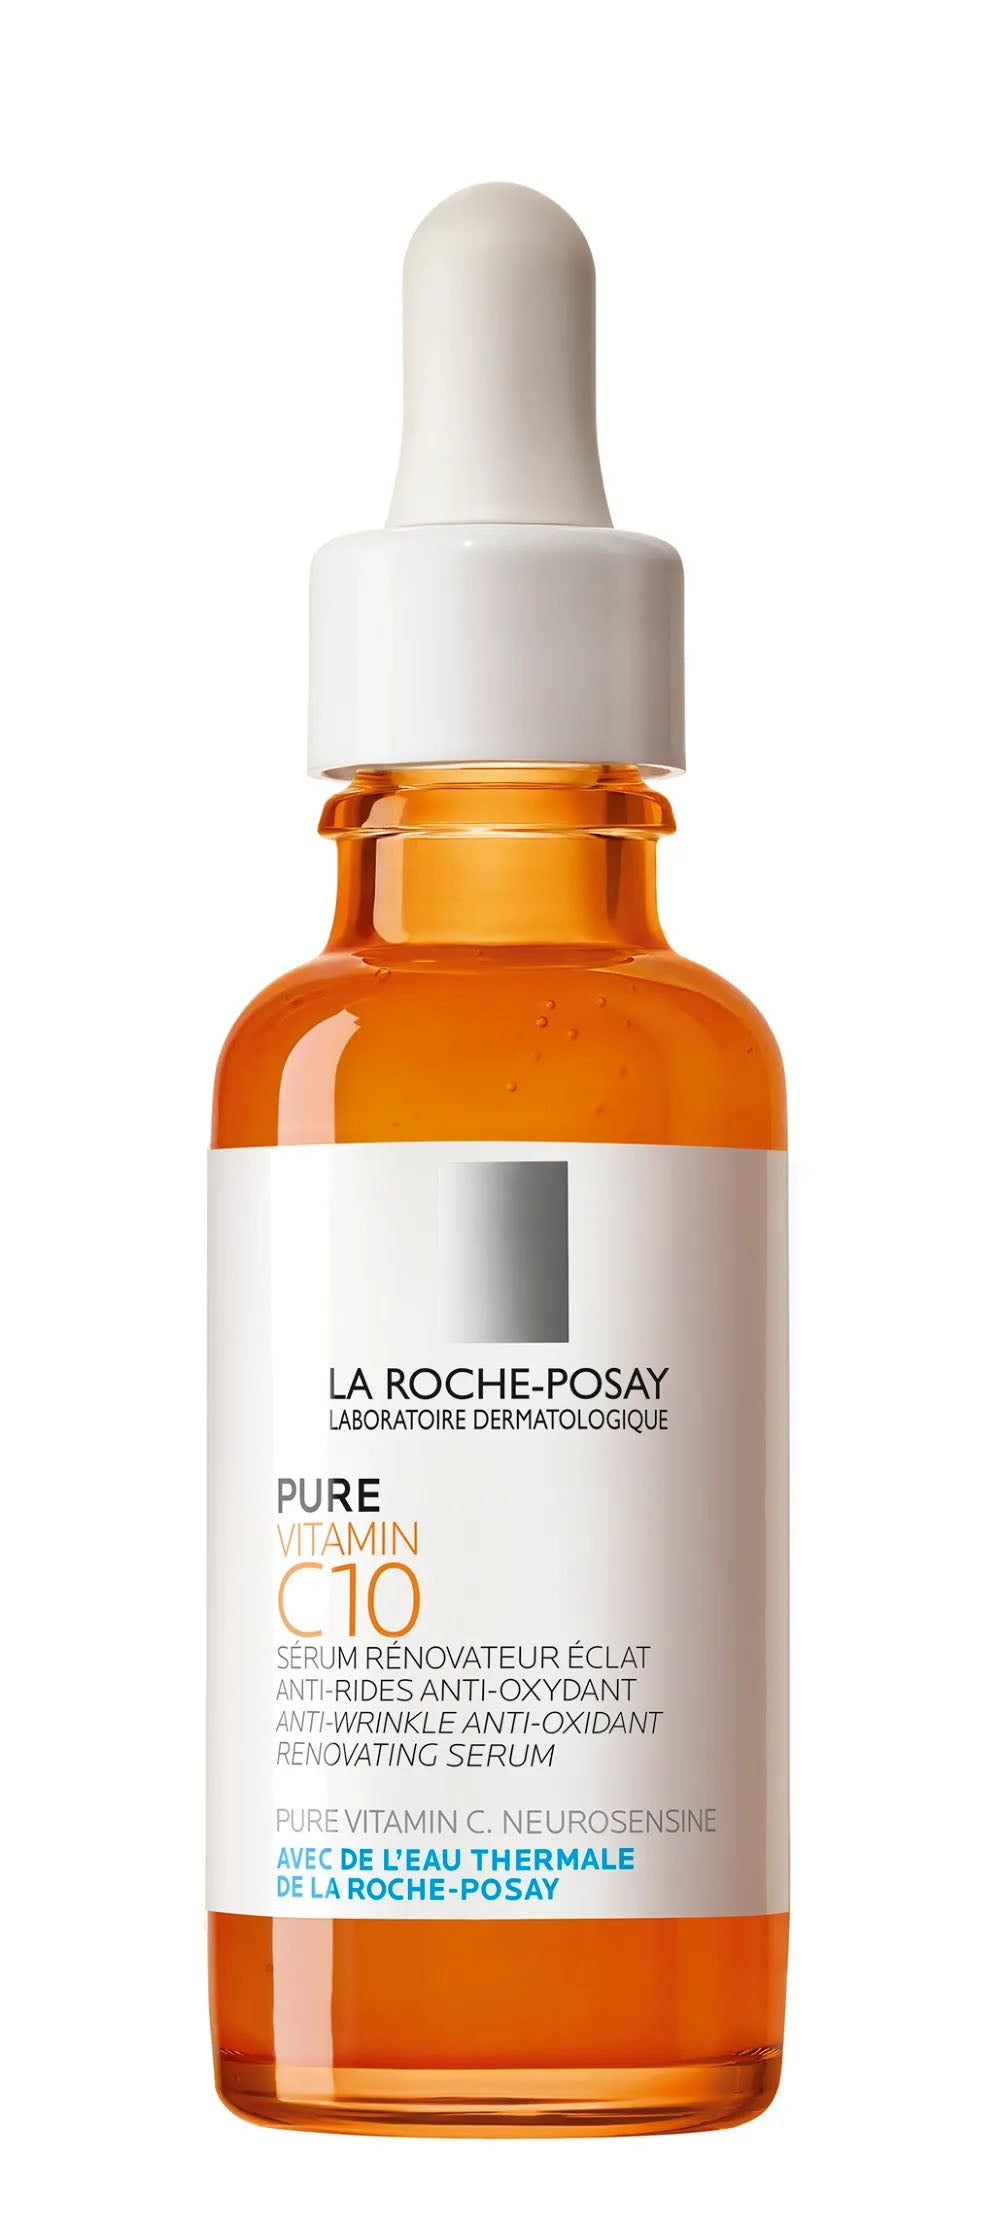 LA ROCHE-POSAY
LABORATOIRE DERMATOLOGIQUE
PURE
VITAMIN
C10
SÉRUM RÉNOVATEUR ÉCLAT
ANTI-RIDES ANTI-OXYDANT
ANTI-WRINKLE ANTI-OXIDANT
RENOVATING SERUM
PURE VITAMIN C. NEUROSENSINE
AVEC DE L'EAU THERMALE
DE LA ROCHE-POSAY